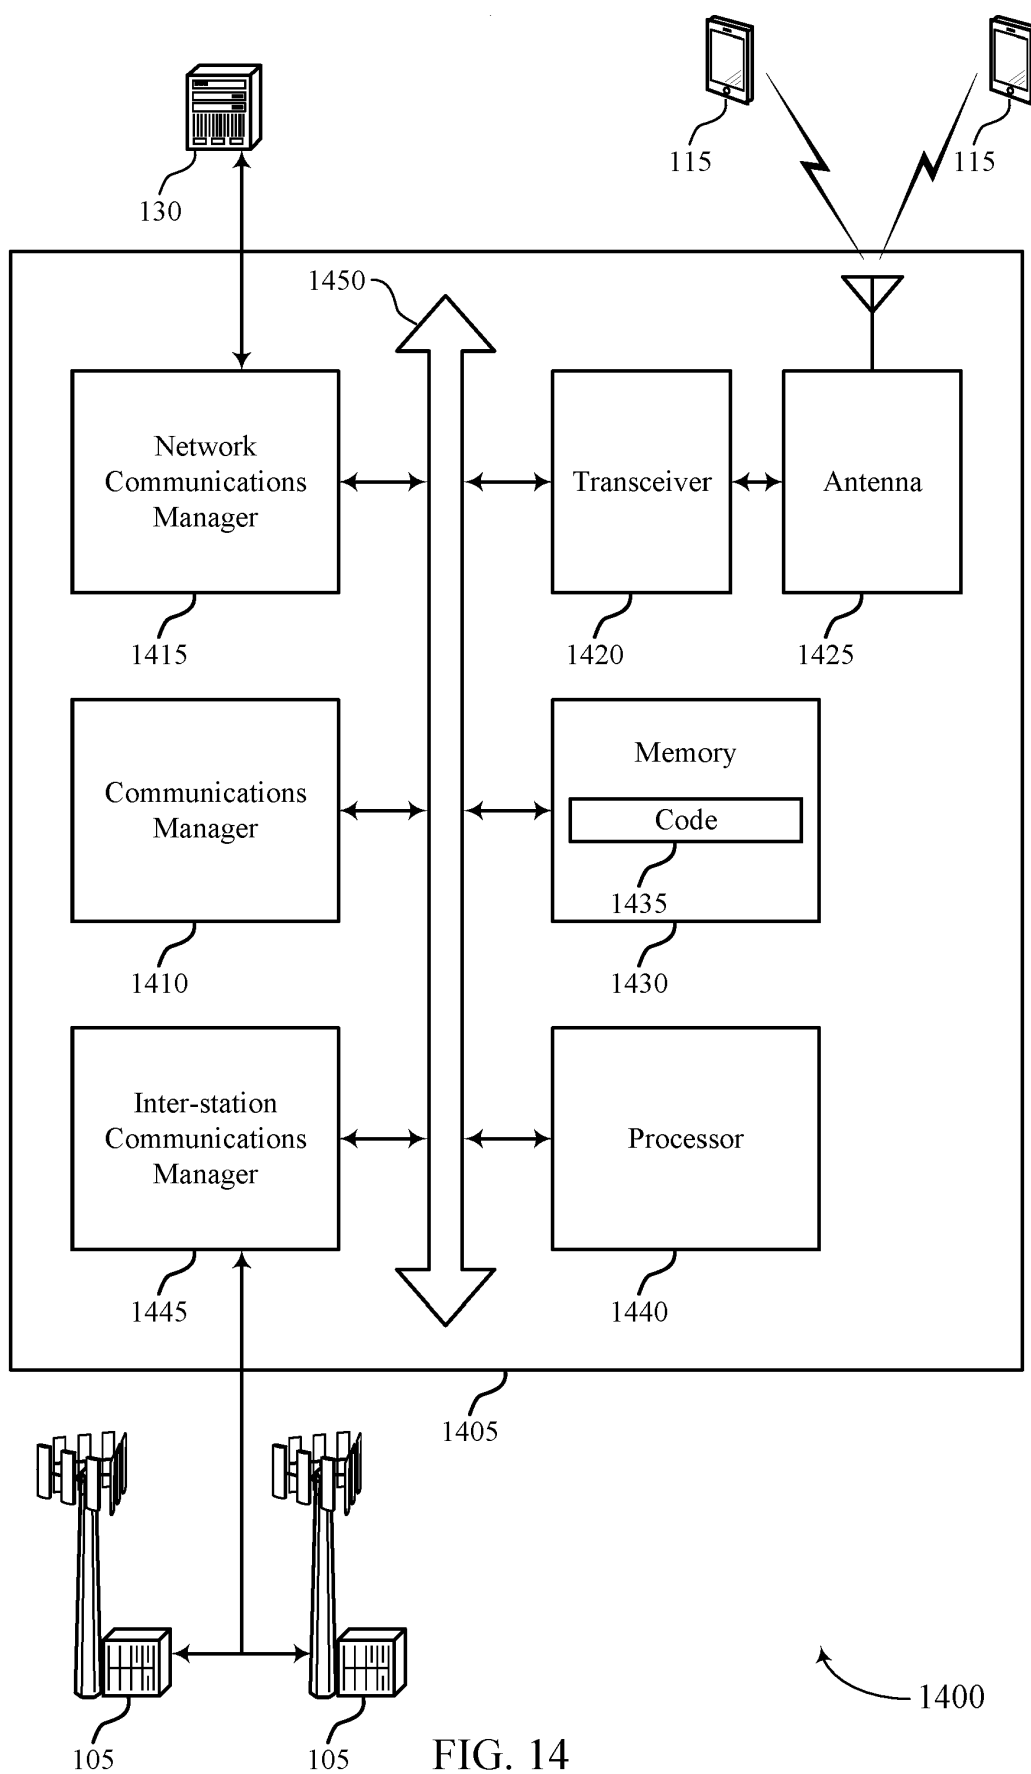 115
115
130
1450
Network
Communications
Manager
Transceiver
Antenna
1415
1420
1425
Communications
Manager
Memory
Code
1435
1410
1430
Inter-station
Communications
Manager
Processor
1445
1440
1405
1400
105
105
FIG. 14